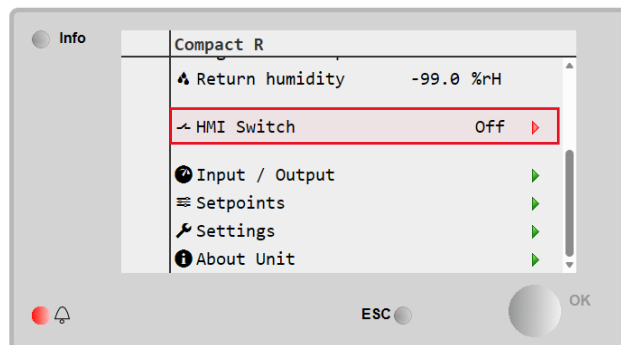 Info
Compact R
Return humidity -99.0 %rH
HMI Switch Off
Input / Output
Setpoints
Settings
About Unit
ESC
OK